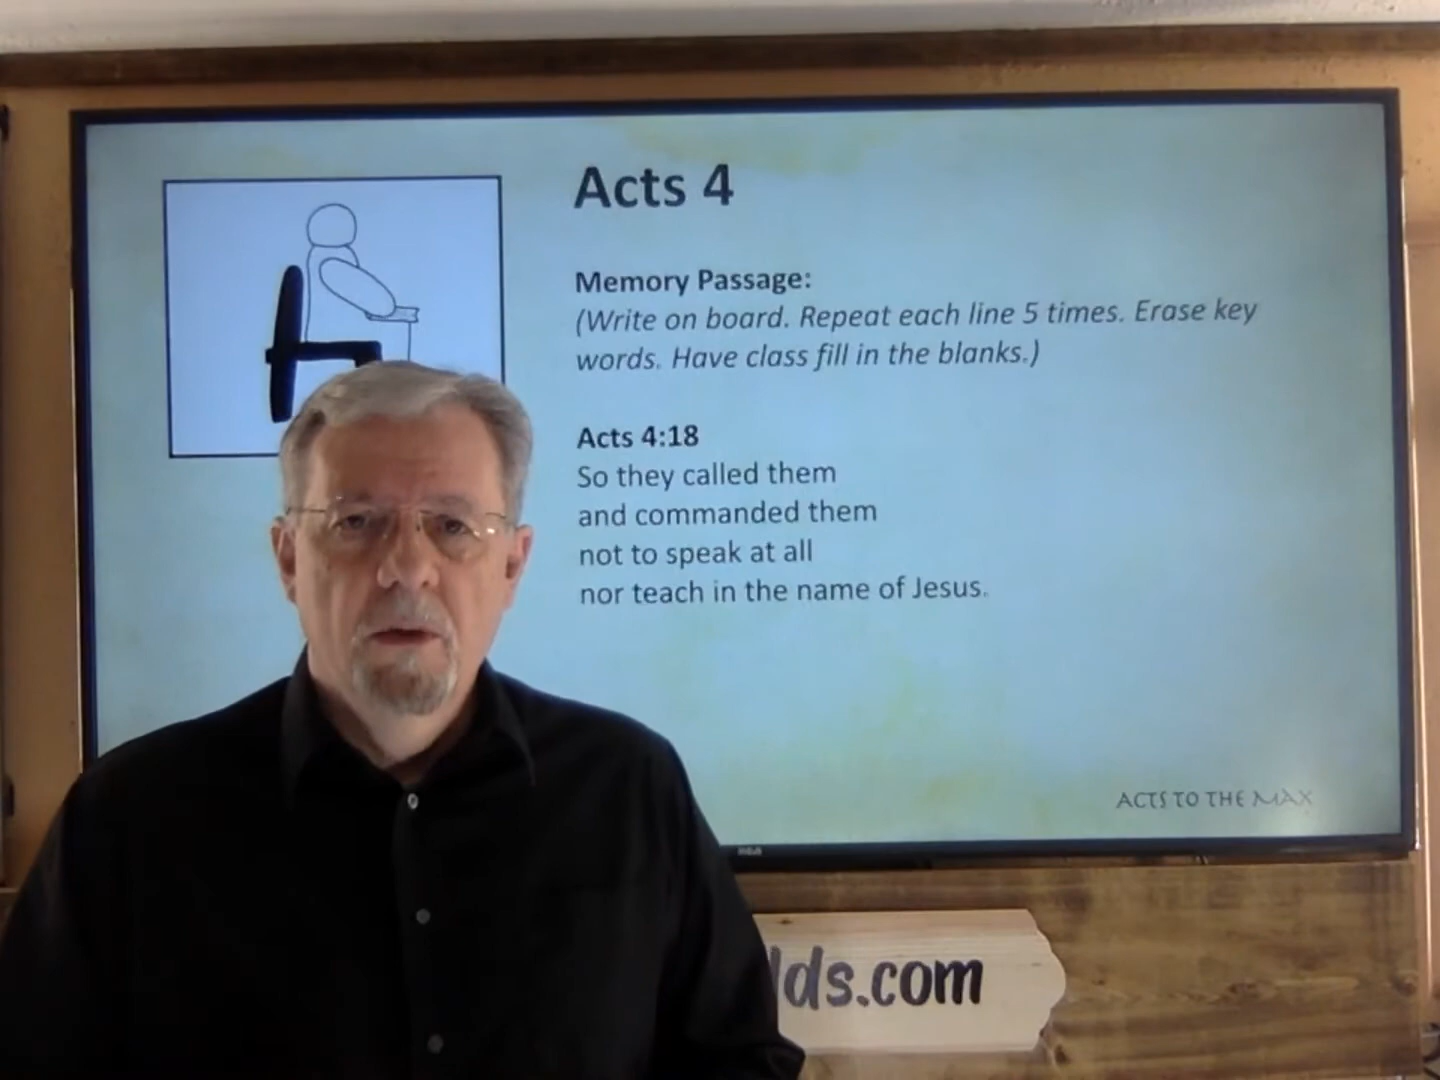 Acts 4
Memory Passage:
(Write on board. Repeat each line 5 times. Erase key
words. Have class fill in the blanks.)
Acts 4:18
So they called them
and commanded them
not to speak at all
nor teach in the name of Jesus.
ACTS TO THE MAX
RCA
lds.com